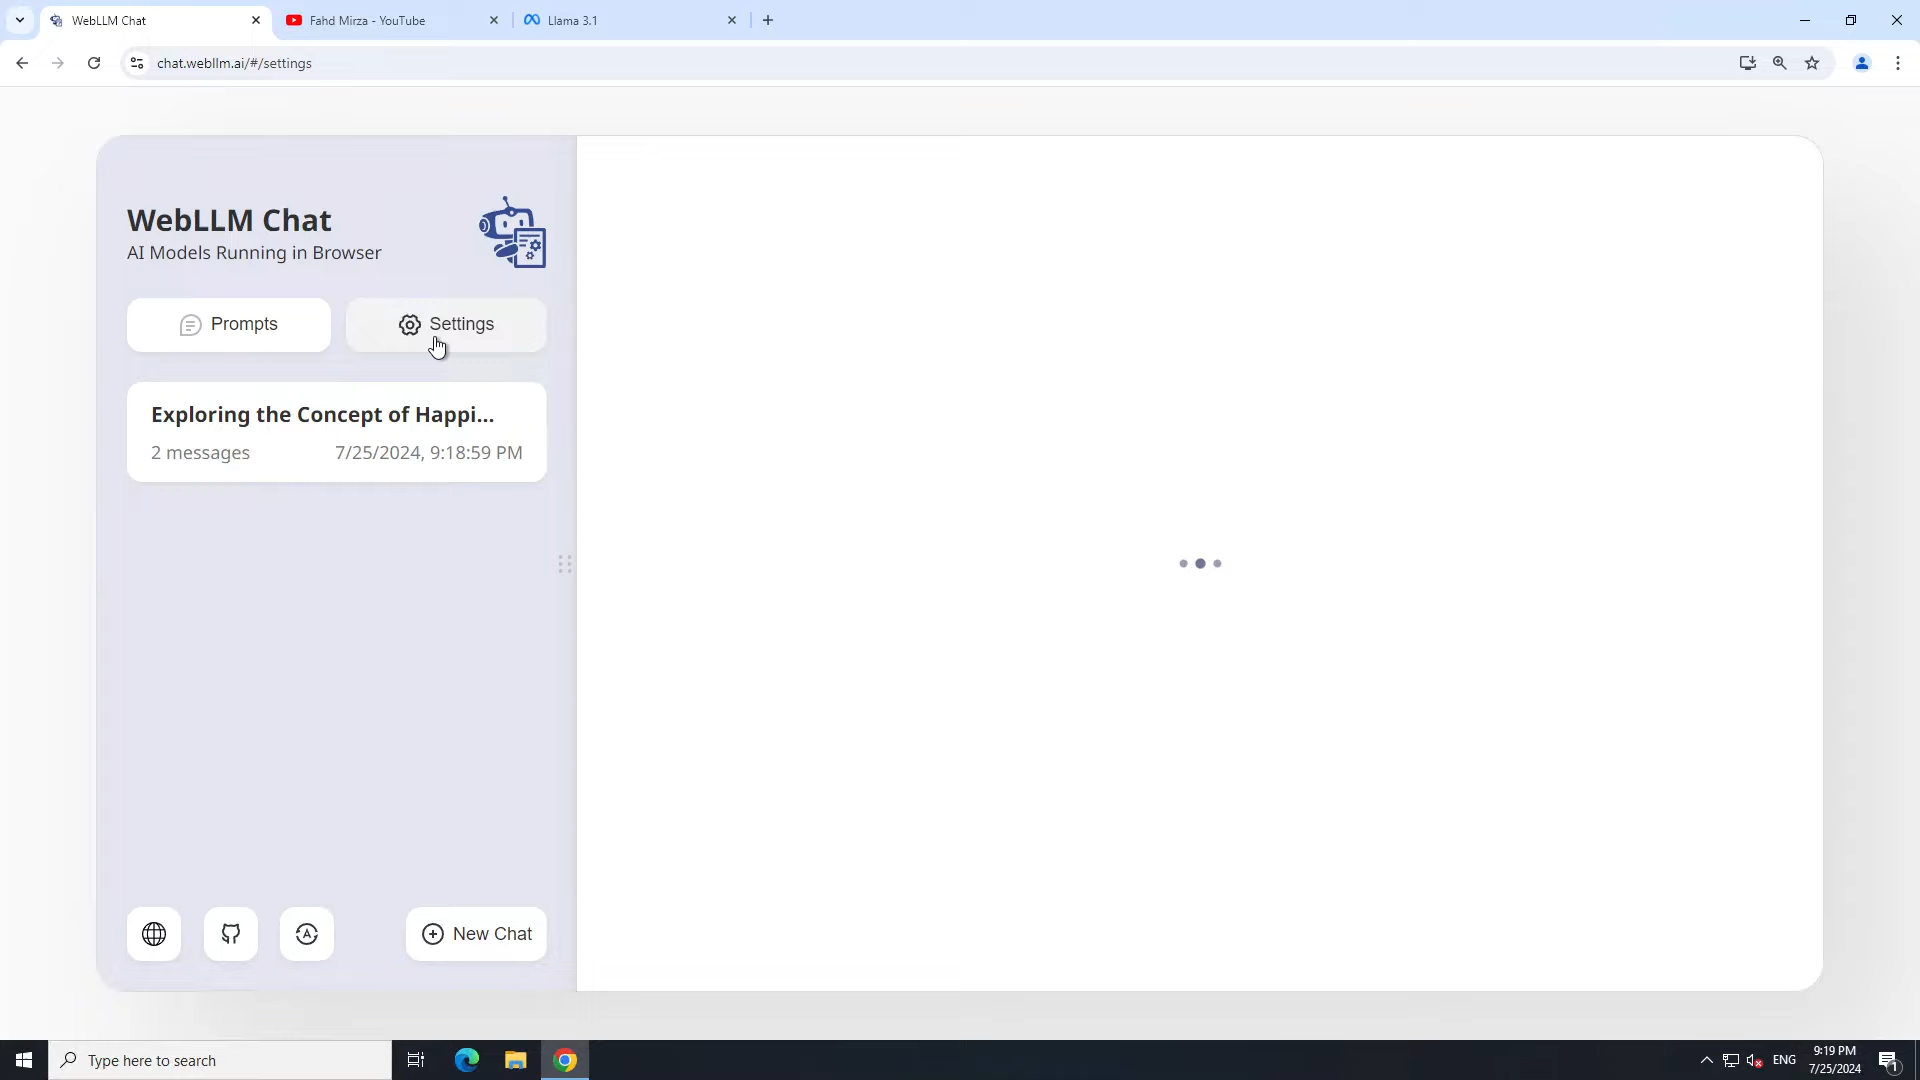 WebLLM Chat
Fahd Mirza - YouTube
Llama 3.1
chat.webllm.ai/#/settings
WebLLM Chat
AI Models Running in Browser
Prompts
Settings
Exploring the Concept of Happi...
2 messages
7/25/2024, 9:18:59 PM
New Chat
Type here to search
ENG
9:19 PM
7/25/2024
1